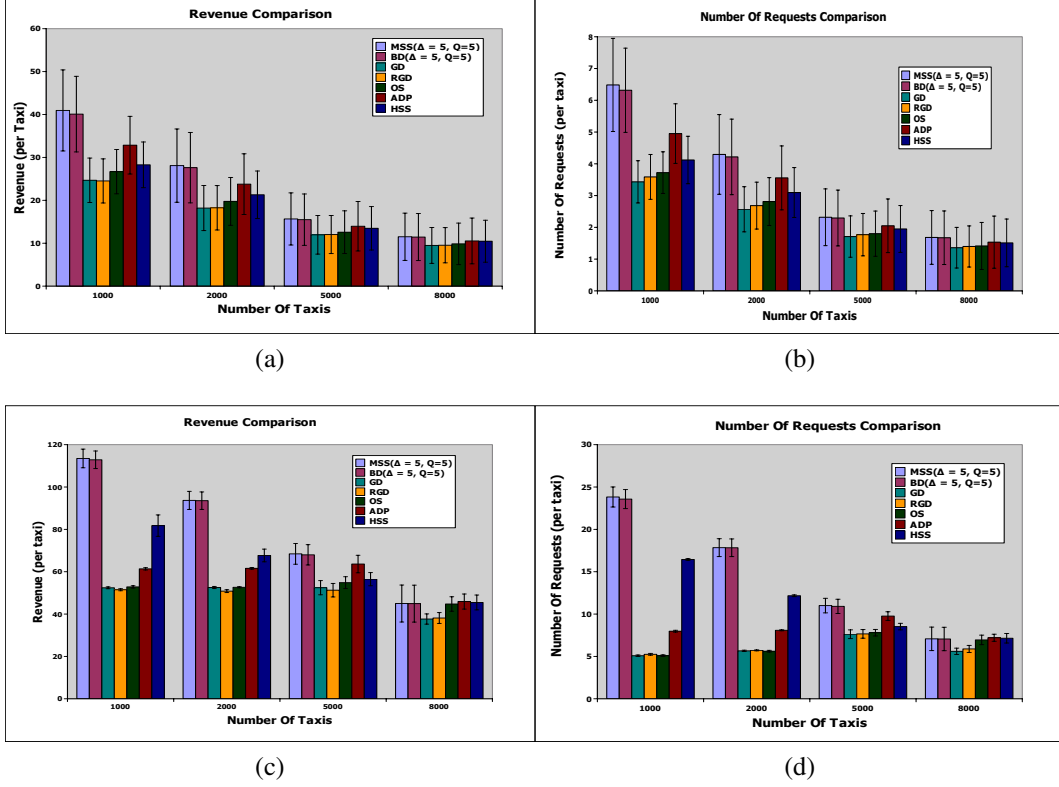 Revenue Comparison
Revenue (per Taxi)
60
50
40
30
20
10
0
MSS(Δ = 5, Q=5)
BD(Δ = 5, Q=5)
GD
RGD
OS
ADP
HSS
1000
2000
5000
8000
Number Of Taxis
(a)
Number Of Requests Comparison
Number Of Requests (per taxi)
8
7
6
5
4
3
2
1
0
MSS(Δ = 5, Q=5)
BD(Δ = 5, Q=5)
GD
RGD
OS
ADP
HSS
1000
2000
5000
8000
Number Of Taxis
(b)
Revenue Comparison
Revenue (per taxi)
120
100
80
60
40
20
0
MSS(Δ = 5, Q=5)
BD(Δ = 5, Q=5)
GD
RGD
OS
ADP
HSS
1000
2000
5000
8000
Number Of Taxis
(c)
Number Of Requests Comparison
Number Of Requests (per taxi)
30
25
20
15
10
5
0
MSS(Δ = 5, Q=5)
BD(Δ = 5, Q=5)
GD
RGD
OS
ADP
HSS
1000
2000
5000
8000
Number Of Taxis
(d)